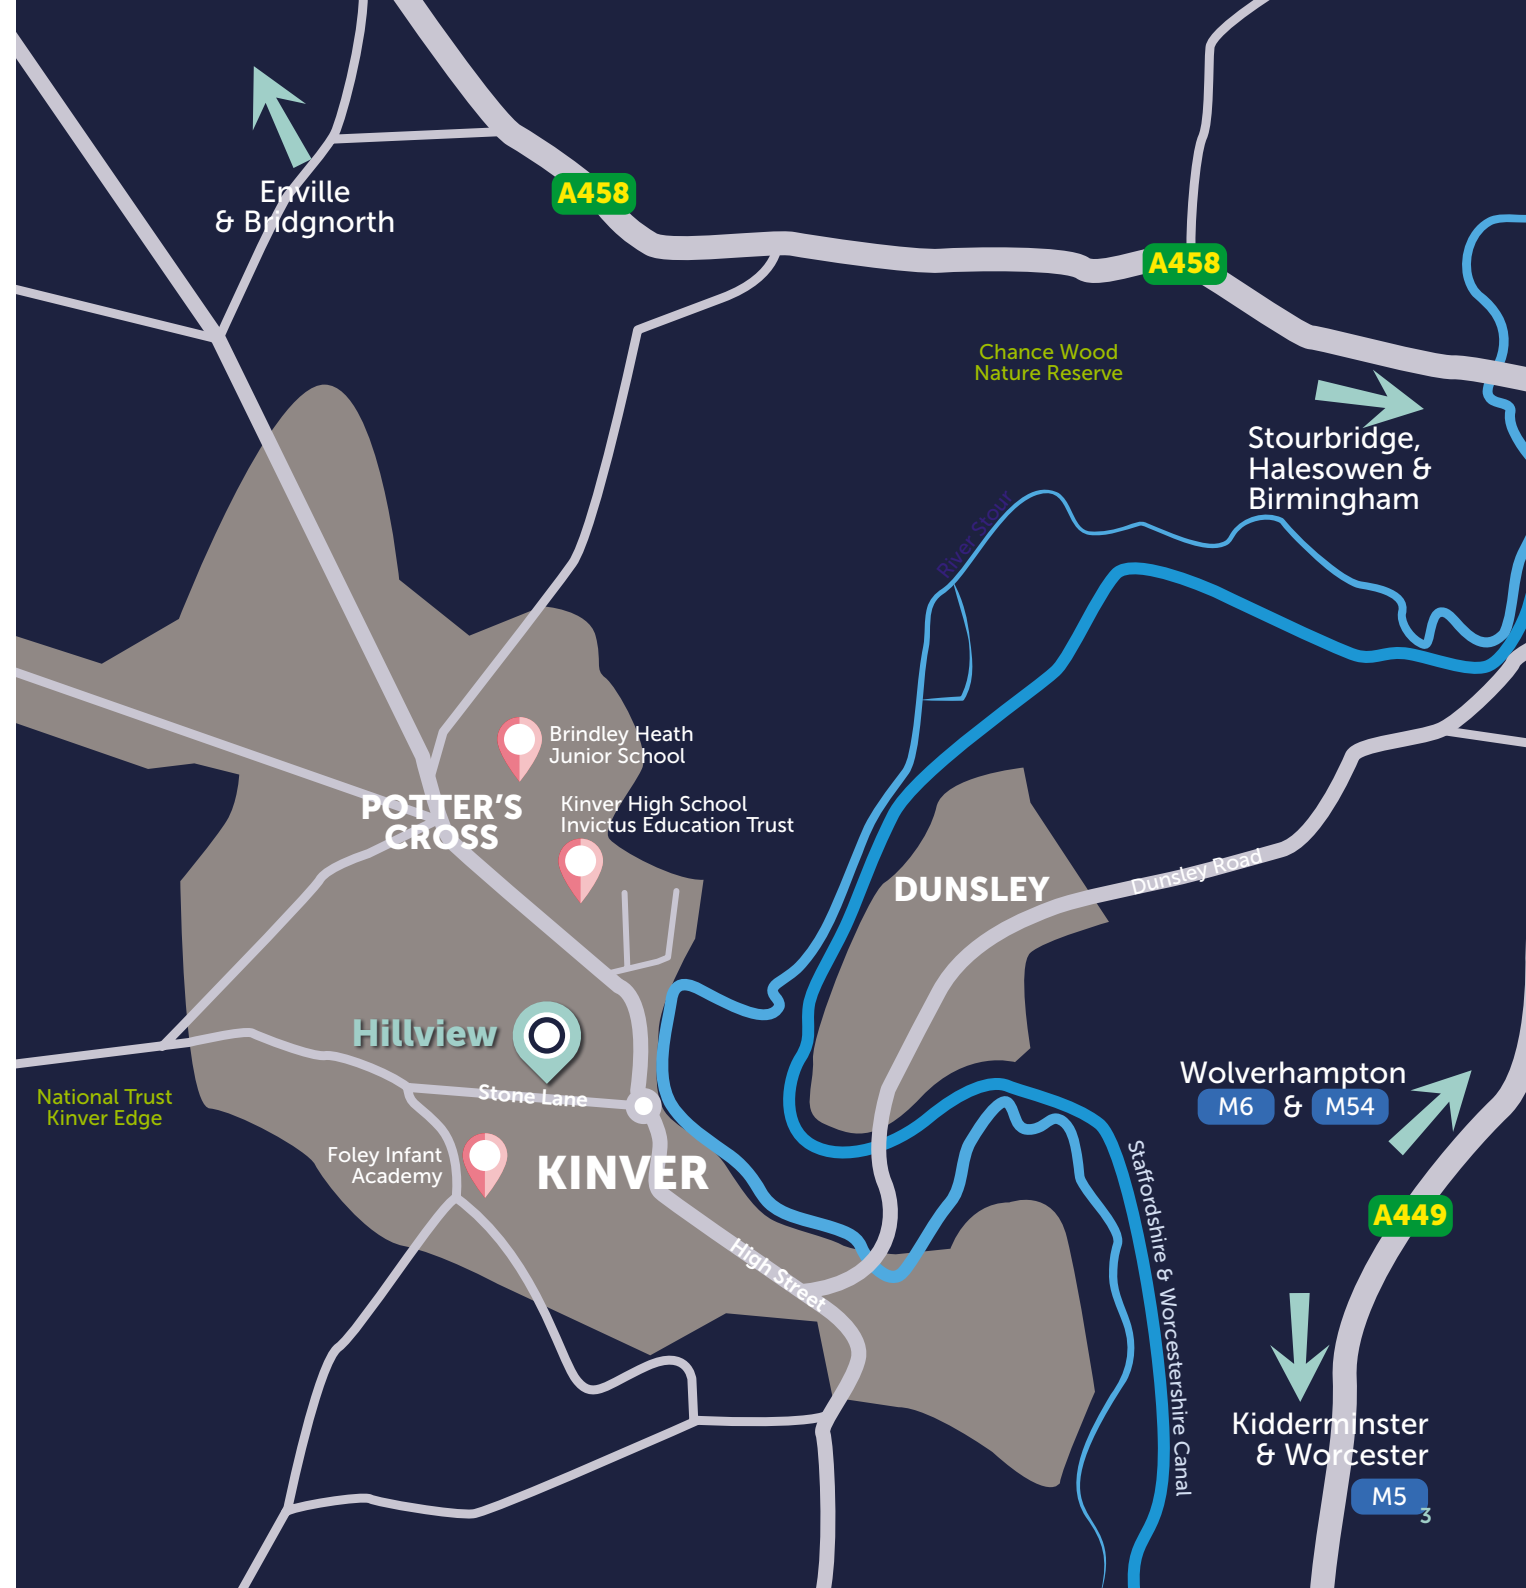 Enville
& Bridgnorth
A458
A458
Chance Wood
Nature Reserve
Stourbridge,
Halesowen &
Birmingham
River Stour
Brindley Heath
Junior School
POTTER'S
CROSS
Kinver High School
Invictus Education Trust
DUNSLEY
Dunsley Road
Hillview
Stone Lane
National Trust
Kinver Edge
Wolverhampton
M6 & M54
Foley Infant
Academy
KINVER
A449
High Street
Staffordshire & Worcestershire Canal
Kidderminster
& Worcester
M5
3